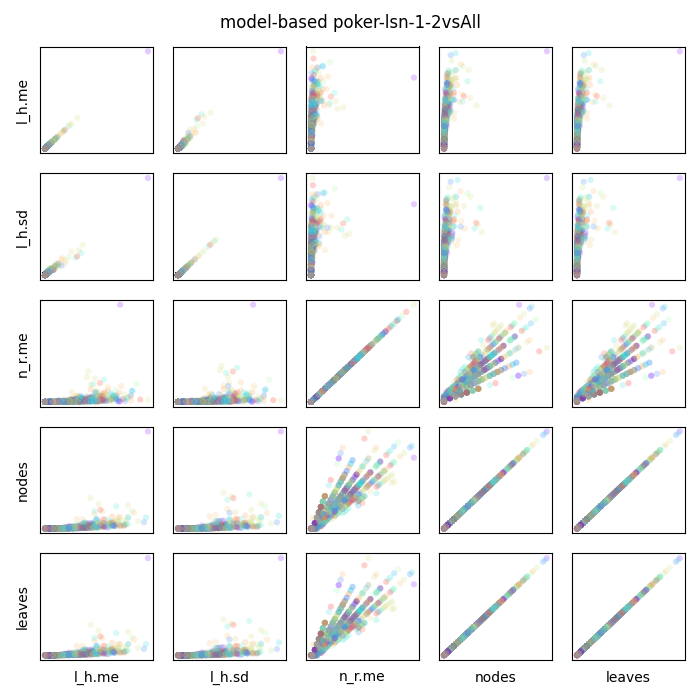 model-based poker-lsn-1-2vsAll
l_h.me
l_h.sd
n_r.me
nodes
leaves
l_h.me
l_h.sd
n_r.me
nodes
leaves